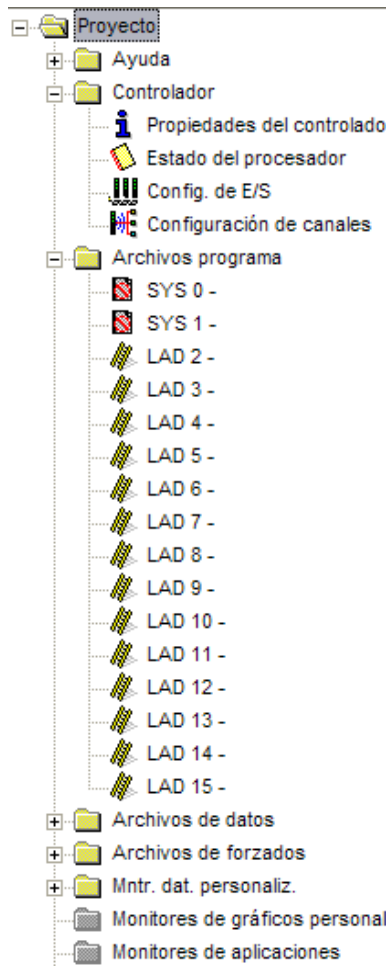 Proyecto
Ayuda
Controlador
Propiedades del controlado
Estado del procesador
Config. de E/S
Configuración de canales
Archivos programa
SYS 0 -
SYS 1 -
LAD 2 -
LAD 3 -
LAD 4 -
LAD 5 -
LAD 6 -
LAD 7 -
LAD 8 -
LAD 9 -
LAD 10 -
LAD 11 -
LAD 12 -
LAD 13 -
LAD 14 -
LAD 15 -
Archivos de datos
Archivos de forzados
Mntr. dat. personaliz.
Monitores de gráficos personal
Monitores de aplicaciones